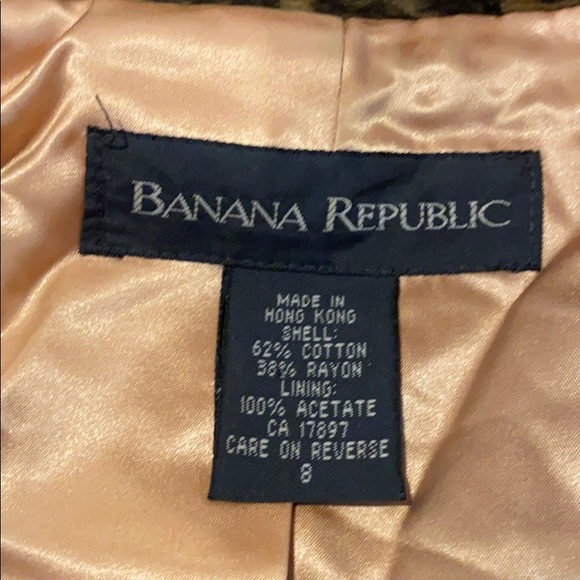 BANANA REPUBLIC
MADE IN
HONG KONG
SHELL:
62% COTTON
38% RAYON
LINING:
100% ACETATE
CA 17897
CARE ON REVERSE
8